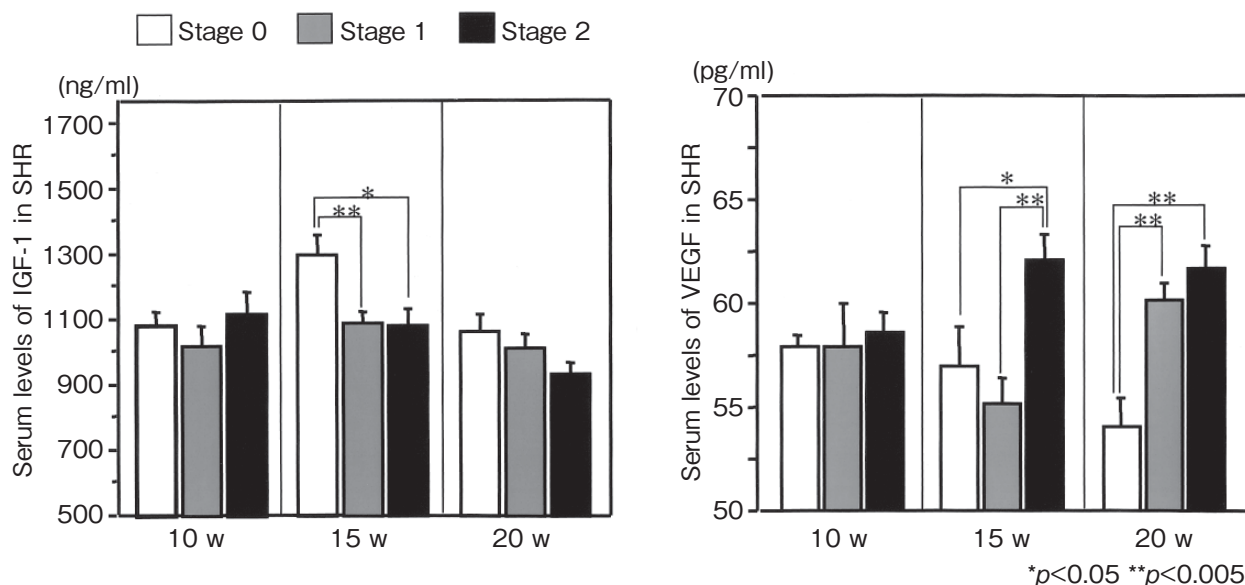 Stage 0 Stage 1 Stage 2
(ng/ml)
Serum levels of IGF-1 in SHR
1700
1500
1300
1100
900
700
500
* 
**
10 w 15 w 20 w
(pg/ml)
Serum levels of VEGF in SHR
70
65
60
55
50
*
**
**
**
10 w 15 w 20 w
*p<0.05 **p<0.005